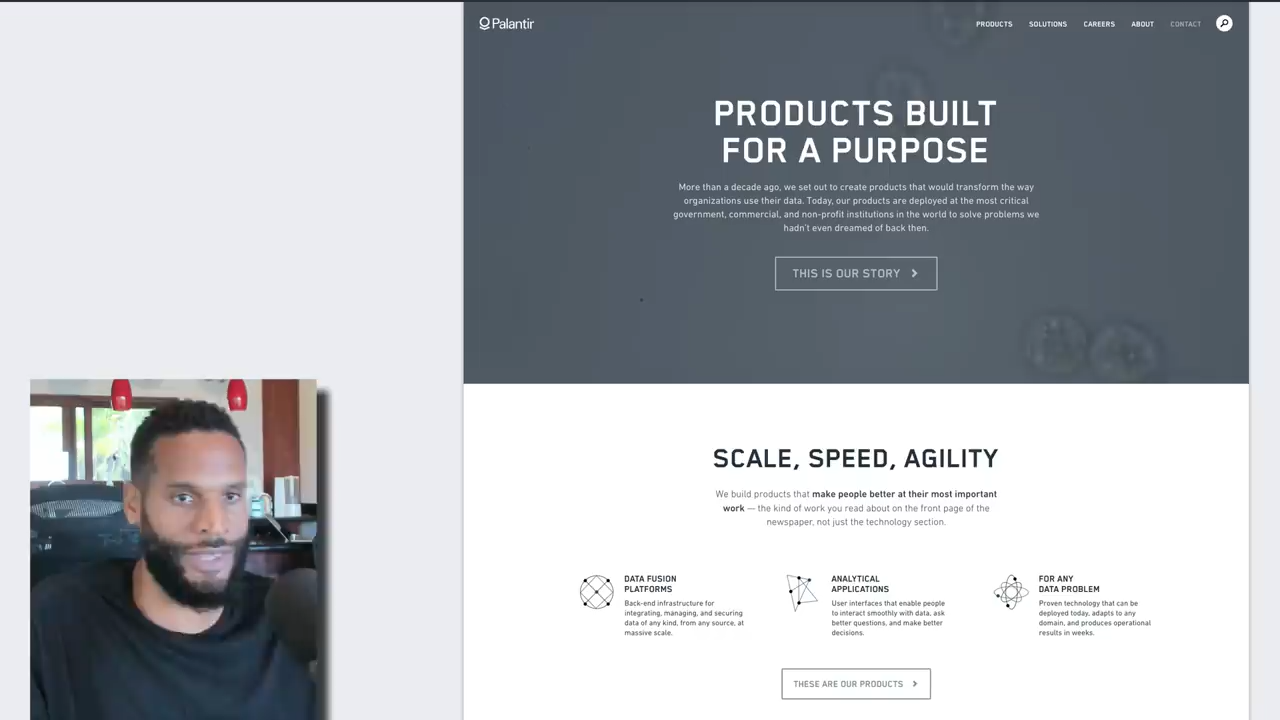 Palantir
PRODUCTS SOLUTIONS CAREERS ABOUT CONTACT
PRODUCTS BUILT
FOR A PURPOSE
More than a decade ago, we set out to create products that would transform the way
organizations use their data. Today, our products are deployed at the most critical
government, commercial, and non-profit institutions in the world to solve problems we
hadn't even dreamed of back then.
THIS IS OUR STORY
SCALE, SPEED, AGILITY
We build products that make people better at their most important
work — the kind of work you read about on the front page of the
newspaper, not just the technology section.
DATA FUSION
PLATFORMS
Back-end infrastructure for
integrating, managing, and securing
data of any kind, from any source, at
massive scale.
ANALYTICAL
APPLICATIONS
User interfaces that enable people
to interact smoothly with data, ask
better questions, and make better
decisions.
FOR ANY
DATA PROBLEM
Proven technology that can be
deployed today, adapts to any
domain, and produces operational
results in weeks.
THESE ARE OUR PRODUCTS